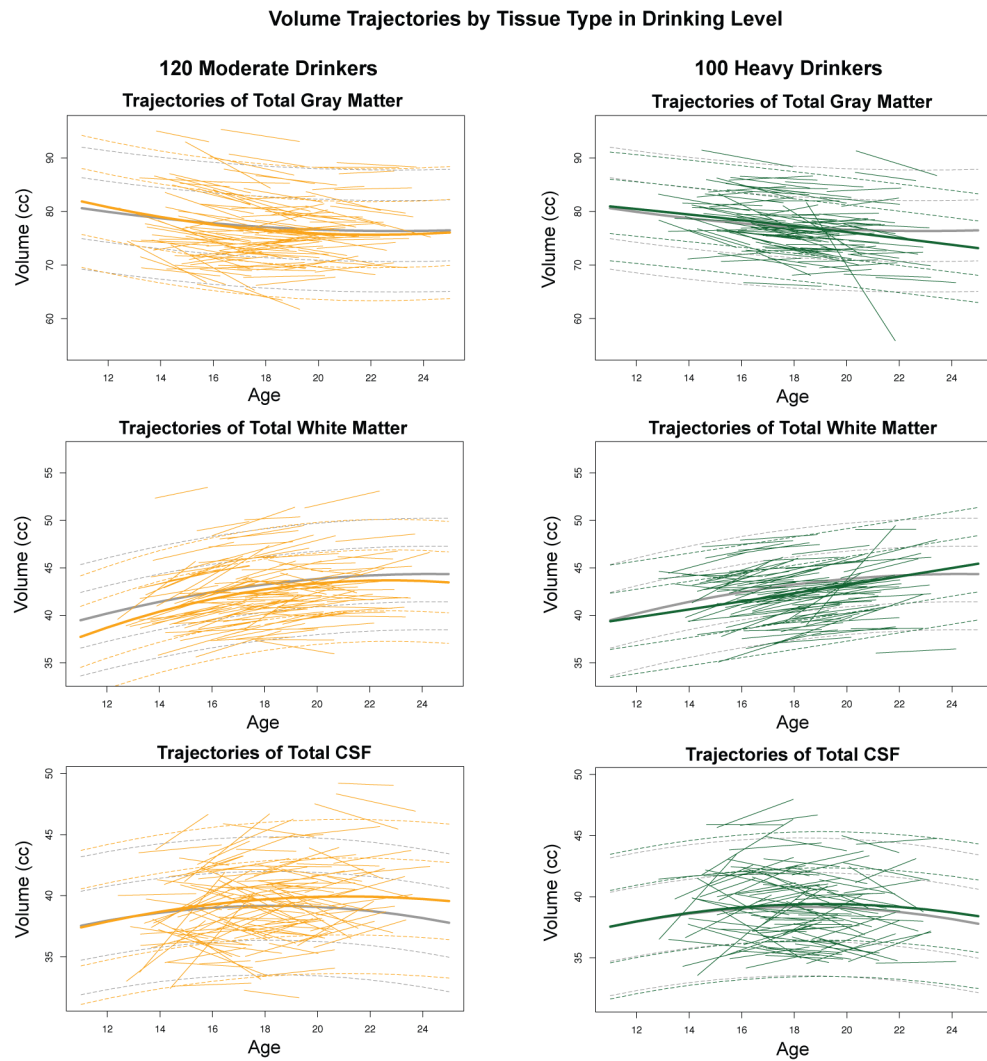 Volume Trajectories by Tissue Type in Drinking Level
120 Moderate Drinkers
100 Heavy Drinkers
Trajectories of Total Gray Matter
Volume (cc)
90
80
70
60
12 14 16 18 20 22 24
Age
Trajectories of Total Gray Matter
Volume (cc)
90
80
70
60
12 14 16 18 20 22 24
Age
Trajectories of Total White Matter
Volume (cc)
55
50
45
40
35
12 14 16 18 20 22 24
Age
Trajectories of Total White Matter
Volume (cc)
55
50
45
40
35
12 14 16 18 20 22 24
Age
Trajectories of Total CSF
Volume (cc)
50
45
40
35
12 14 16 18 20 22 24
Age
Trajectories of Total CSF
Volume (cc)
50
45
40
35
12 14 16 18 20 22 24
Age